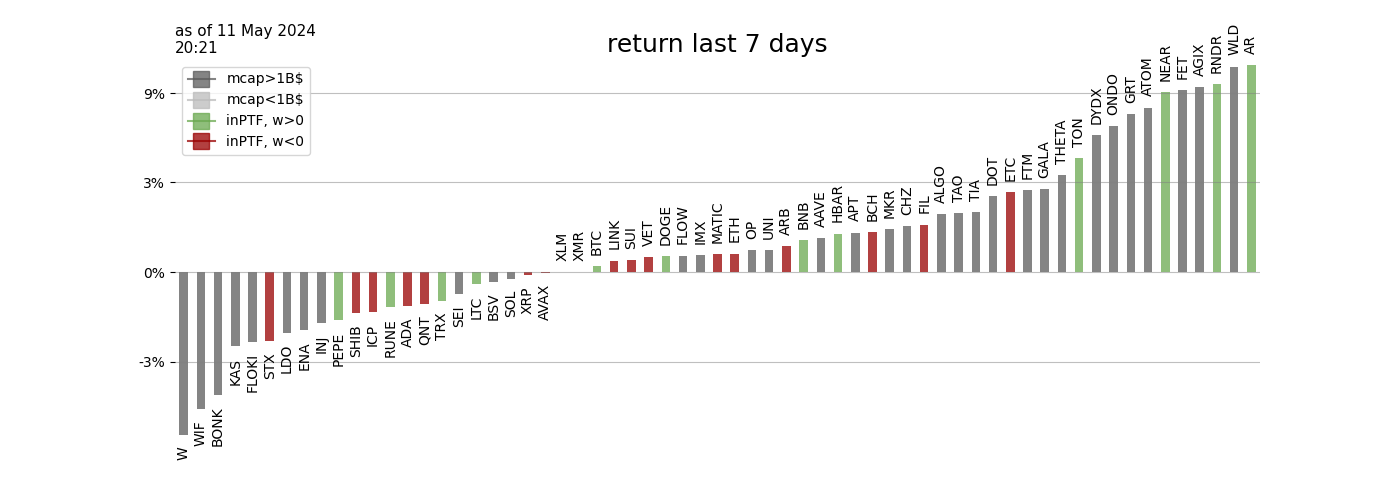 as of 11 May 2024
20:21
return last 7 days
mcap>1B$
mcap<1B$
inPTF, w>0
inPTF, w<0
9%
3%
0%
-3%
W
WIF
BONK
KAS
FLOKI
STX
LDO
ENA
INJ
PEPE
SHIB
ICP
RUNE
ADA
QNT
TRX
SEI
LTC
BSV
SOL
XRP
AVAX
XLM
XMR
BTC
LINK
SUI
VET
DOGE
FLOW
IMX
MATIC
ETH
OP
UNI
ARB
BNB
AAVE
HBAR
APT
BCH
MKR
CHZ
FIL
ALGO
TAO
TIA
DOT
ETC
FTM
GALA
THETA
TON
DYDX
ONDO
GRT
ATOM
NEAR
FET
AGIX
RNDR
WLD
AR